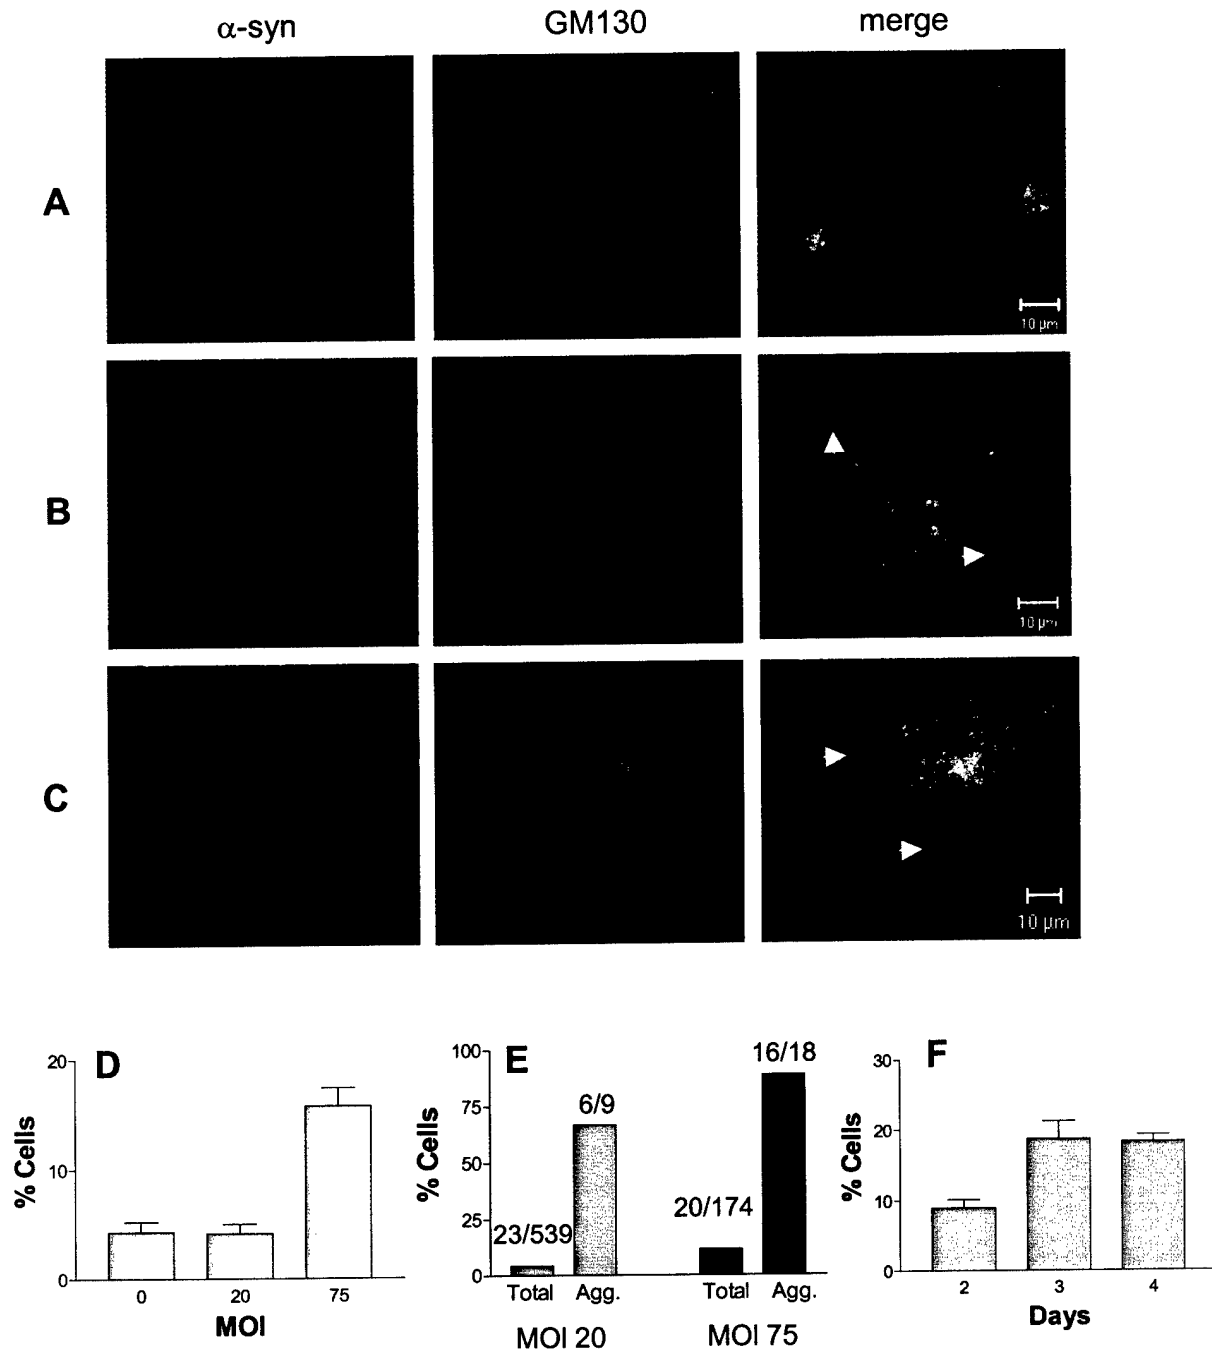 α-syn GM130 merge
A
10 µm
B
10 µm
C
10 µm
D
20
10
0
% Cells
0 20 75
MOI
E
100
75
50
25
0
% Cells
23/539
6/9
20/174
16/18
Total Agg. Total Agg.
MOI 20 MOI 75
F
30
20
10
0
% Cells
2 3 4
Days